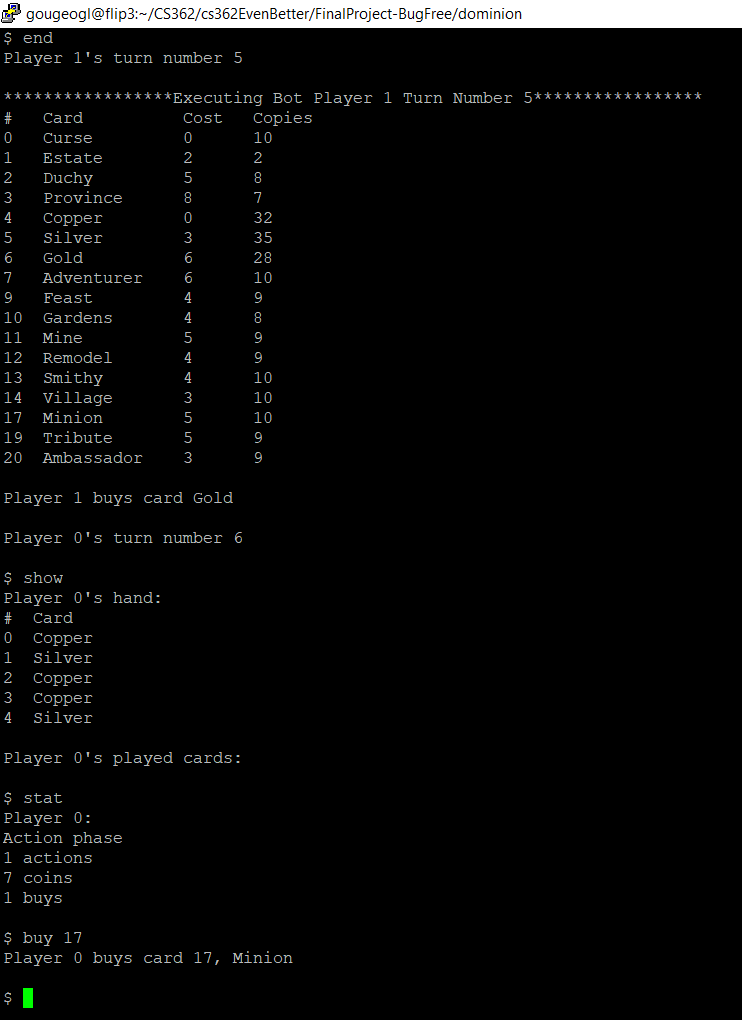 gougeogl@flip3:~/CS362/cs362EvenBetter/FinalProject-BugFree/dominion
$ end
Player 1's turn number 5
*****************Executing Bot Player 1 Turn Number 5*****************
# Card Cost Copies
0 Curse 0 10
1 Estate 2 2
2 Duchy 5 8
3 Province 8 7
4 Copper 0 32
5 Silver 3 35
6 Gold 6 28
7 Adventurer 6 10
9 Feast 4 9
10 Gardens 4 8
11 Mine 5 9
12 Remodel 4 9
13 Smithy 4 10
14 Village 3 10
17 Minion 5 10
19 Tribute 5 9
20 Ambassador 3 9
Player 1 buys card Gold
Player 0's turn number 6
$ show
Player 0's hand:
# Card
0 Copper
1 Silver
2 Copper
3 Copper
4 Silver
Player 0's played cards:
$ stat
Player 0:
Action phase
1 actions
7 coins
1 buys
$ buy 17
Player 0 buys card 17, Minion
$